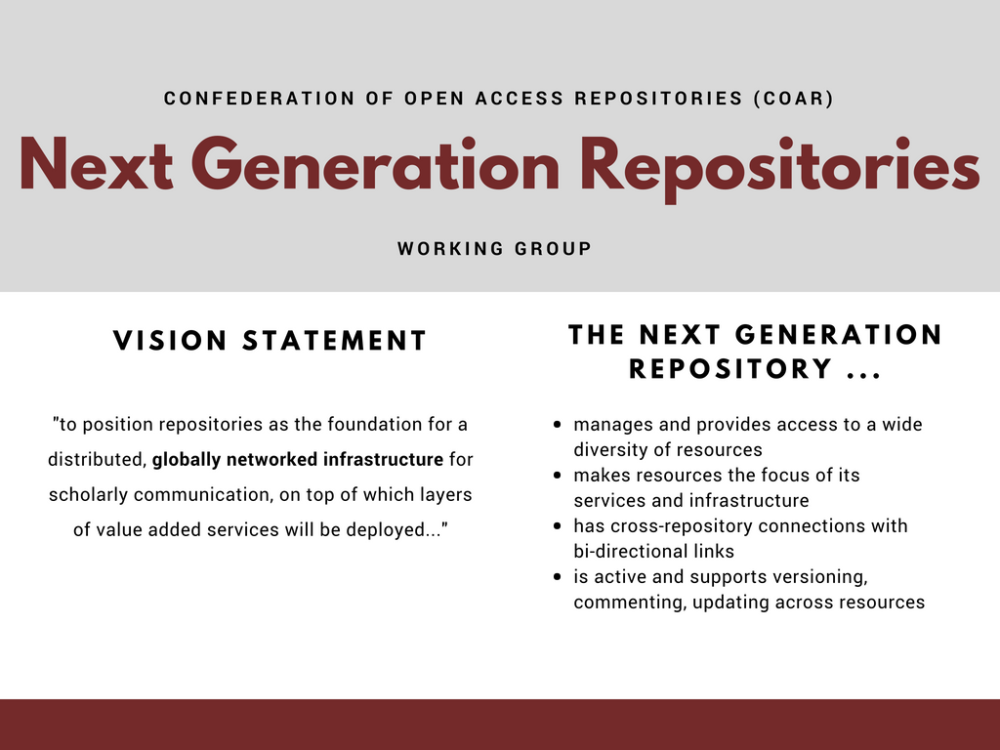 CONFEDERATION OF OPEN ACCESS REPOSITORIES (COAR)
Next Generation Repositories
WORKING GROUP
VISION STATEMENT
"to position repositories as the foundation for a
distributed, globally networked infrastructure for
scholarly communication, on top of which layers
of value added services will be deployed..."
THE NEXT GENERATION
REPOSITORY ...
• manages and provides access to a wide
diversity of resources
• makes resources the focus of its
services and infrastructure
• has cross-repository connections with
bi-directional links
• is active and supports versioning,
commenting, updating across resources